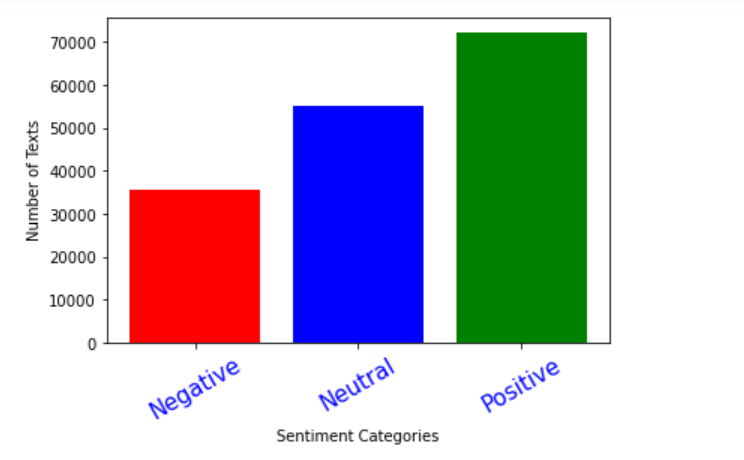 70000
60000
50000
40000
30000
20000
10000
0
Number of Texts
Negative
Neutral
Positive
Sentiment Categories